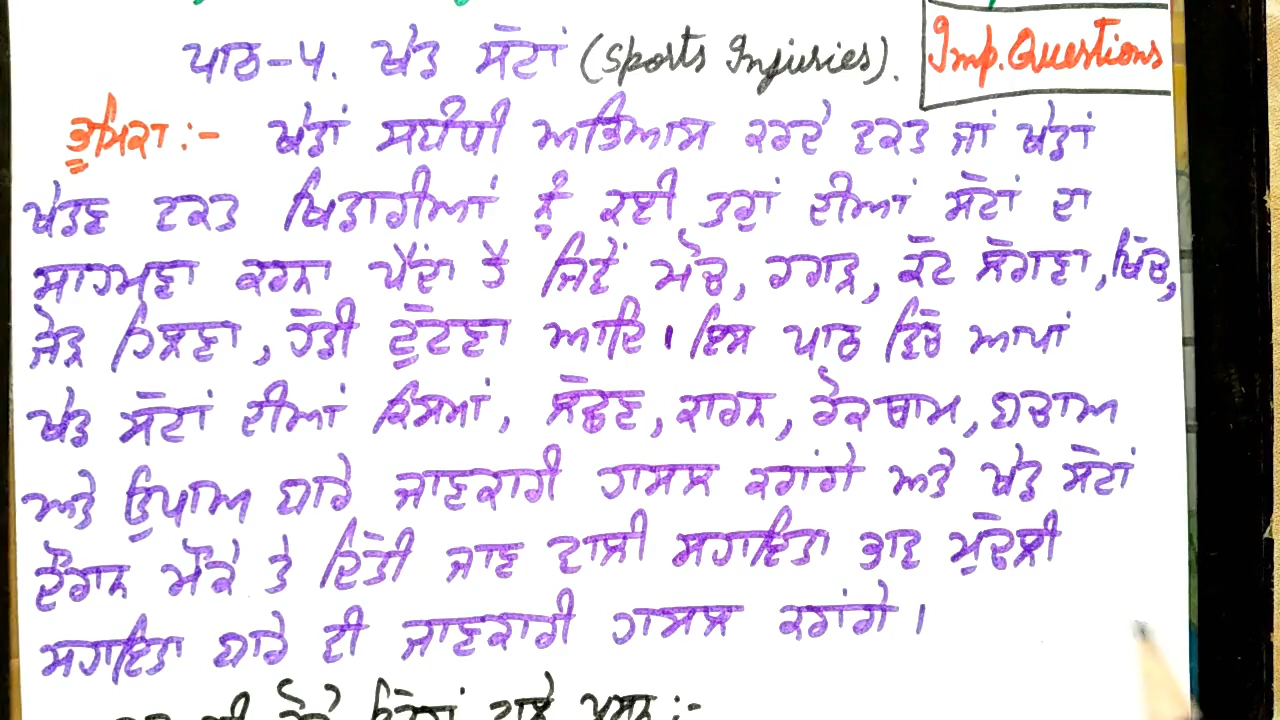 ਪਾਠ-5. ਖੇਡ ਸੱਟਾਂ (Sports Injuries).
Imp. Questions
ਭੂਮਿਕਾ :- ਖੇਡਾਂ ਸਬੰਧੀ ਅਭਿਆਸ ਕਰਦੇ ਵਕਤ ਜਾਂ ਖੇਡਾਂ
ਖੇਡਣ ਵਕਤ ਖਿਡਾਰੀਆਂ ਨੂੰ ਕਈ ਤਰ੍ਹਾਂ ਦੀਆਂ ਸੱਟਾਂ ਦਾ
ਸਾਹਮਣਾ ਕਰਨਾ ਪੈਂਦਾ ਹੈ ਜਿਵੇਂ ਮੋਚ, ਰਗੜ, ਕੱਟ ਲੱਗਣਾ, ਖਿੱਚ,
ਜੋੜ ਹਿਲਣਾ, ਹੱਡੀ ਟੁੱਟਣਾ ਆਦਿ। ਇਸ ਪਾਠ ਵਿੱਚ ਆਪਾਂ
ਖੇਡ ਸੱਟਾਂ ਦੀਆਂ ਕਿਸਮਾਂ, ਲੱਛਣ, ਕਾਰਨ, ਰੋਕਥਾਮ, ਬਚਾਅ
ਅਤੇ ਉਪਾਅ ਬਾਰੇ ਜਾਣਕਾਰੀ ਹਾਸਲ ਕਰਾਂਗੇ ਅਤੇ ਖੇਡ ਸੱਟਾਂ
ਦੌਰਾਨ ਮੌਕੇ ਤੇ ਦਿੱਤੀ ਜਾਣ ਵਾਲੀ ਸਹਾਇਤਾ ਭਾਵ ਮੁੱਢਲੀ
ਸਹਾਇਤਾ ਬਾਰੇ ਵੀ ਜਾਣਕਾਰੀ ਹਾਸਲ ਕਰਾਂਗੇ।